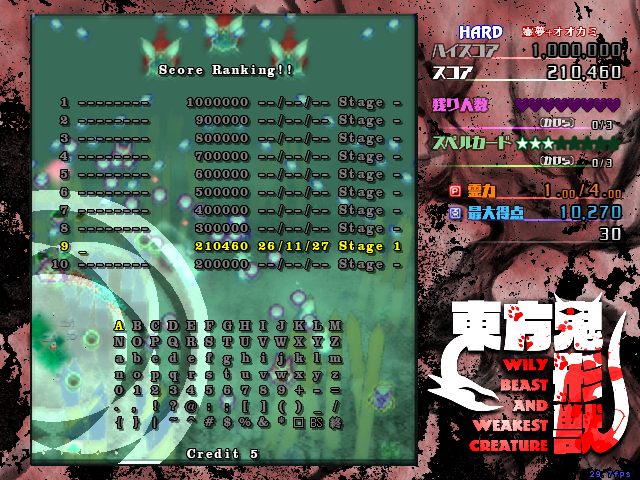 HARD 霊夢+オオカミ
ハイスコア 1,000,000
スコア 210,460
残り人数
(かけら) 0/3
スペルカード
(かけら) 0/3
霊力 1.00/4.00
最大得点 10,270
30
Score Ranking!!
1 -------- 1000000 --/--/-- Stage -
2 -------- 900000 --/--/-- Stage -
3 -------- 800000 --/--/-- Stage -
4 -------- 700000 --/--/-- Stage -
5 -------- 600000 --/--/-- Stage -
6 -------- 500000 --/--/-- Stage -
7 -------- 400000 --/--/-- Stage -
8 -------- 300000 --/--/-- Stage -
9 _ 210460 26/11/27 Stage 1
10 -------- 200000 --/--/-- Stage -
A B C D E F G H I J K L M
N O P Q R S T U V W X Y Z
a b c d e f g h i j k l m
n o p q r s t u v w x y z
0 1 2 3 4 5 6 7 8 9 + - =
. , ! ? @ : ; [ ] ( ) _ /
{ } | ~ ^ # $ % & * □ BS 終
Credit 5
東方鬼形獣
WILY
BEAST
AND
WEAKEST
CREATURE